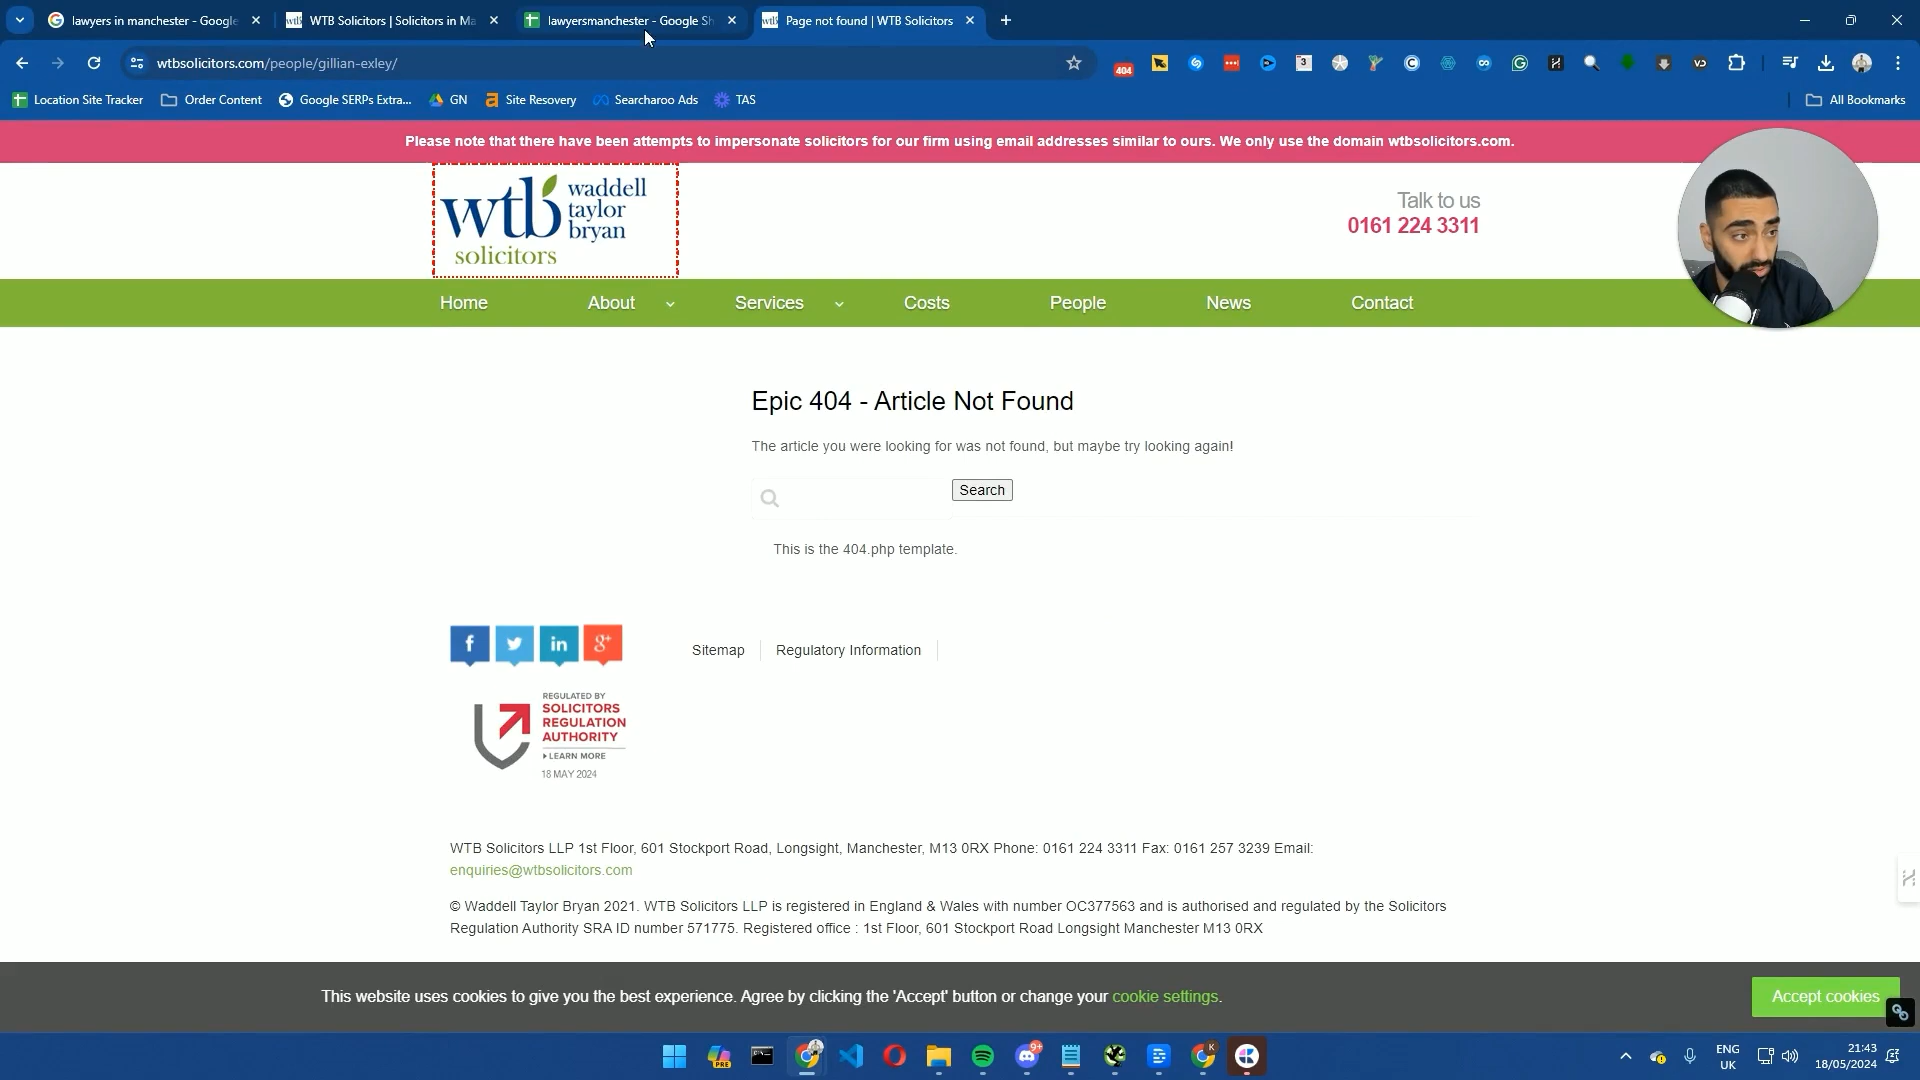 lawyers in manchester - Google
WTB Solicitors | Solicitors in Ma
lawyersmanchester - Google Sh
Page not found | WTB Solicitors
wtbsolicitors.com/people/gillian-exley/
404
3
Location Site Tracker
Order Content
Google SERPs Extra...
GN
Site Recovery
Searcharoo Ads
TAS
All Bookmarks
Please note that there have been attempts to impersonate solicitors for our firm using email addresses similar to ours. We only use the domain wtbsolicitors.com.
wtb waddell
taylor
bryan
solicitors
Talk to us
0161 224 3311
Home
About
Services
Costs
People
News
Contact
Epic 404 - Article Not Found
The article you were looking for was not found, but maybe try looking again!
Search
This is the 404.php template.
f
in
g+
Sitemap
Regulatory Information
REGULATED BY
SOLICITORS
REGULATION
AUTHORITY
LEARN MORE
18 MAY 2024
WTB Solicitors LLP 1st Floor, 601 Stockport Road, Longsight, Manchester, M13 0RX Phone: 0161 224 3311 Fax: 0161 257 3239 Email:
enquiries@wtbsolicitors.com
© Waddell Taylor Bryan 2021. WTB Solicitors LLP is registered in England & Wales with number OC377563 and is authorised and regulated by the Solicitors
Regulation Authority SRA ID number 571775. Registered office : 1st Floor, 601 Stockport Road Longsight Manchester M13 0RX
This website uses cookies to give you the best experience. Agree by clicking the 'Accept' button or change your cookie settings.
Accept cookies
PRE
9+
K
ENG
UK
21:43
18/05/2024